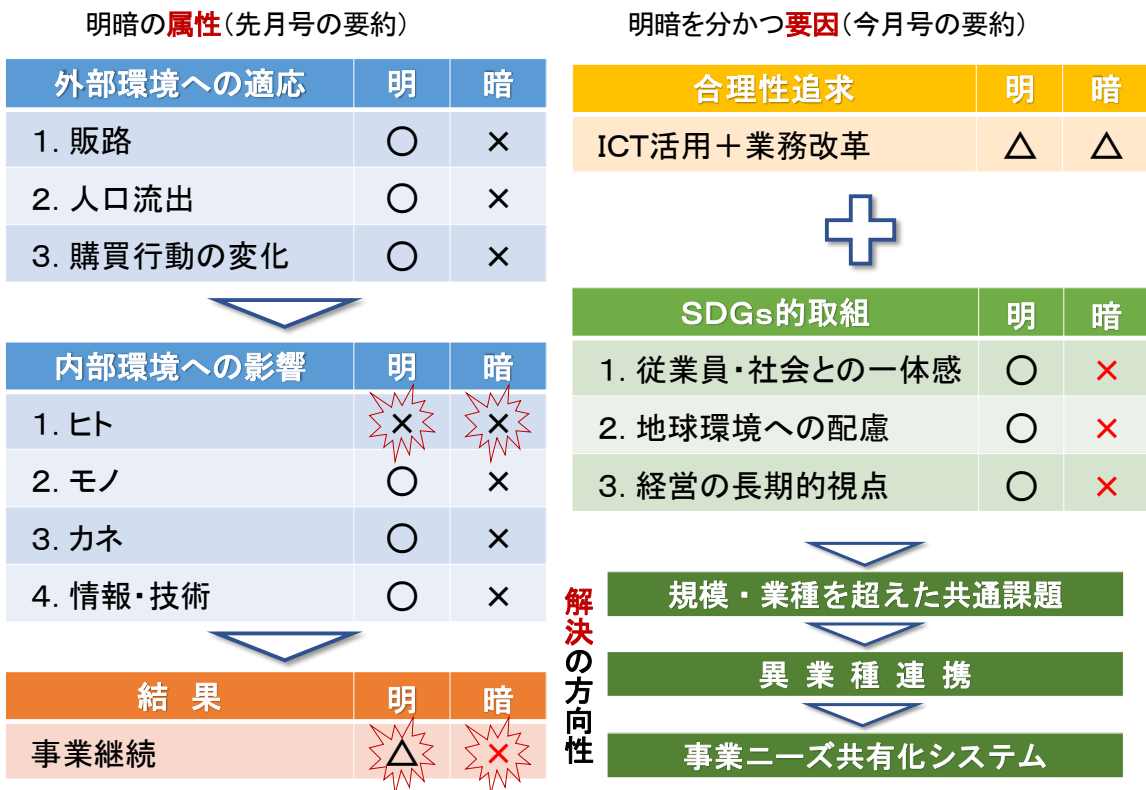 明暗の属性(先月号の要約)
外部環境への適応 明 暗
1. 販路 ○ ×
2. 人口流出 ○ ×
3. 購買行動の変化 ○ ×
内部環境への影響 明 暗
1. ヒト × ×
2. モノ ○ ×
3. カネ ○ ×
4. 情報・技術 ○ ×
結 果 明 暗
事業継続 △ ×
明暗を分かつ要因(今月号の要約)
合理性追求 明 暗
ICT活用＋業務改革 △ △
SDGs的取組 明 暗
1. 従業員・社会との一体感 ○ ×
2. 地球環境への配慮 ○ ×
3. 経営の長期的視点 ○ ×
解決の方向性
規模・業種を超えた共通課題
異 業 種 連 携
事業ニーズ共有化システム